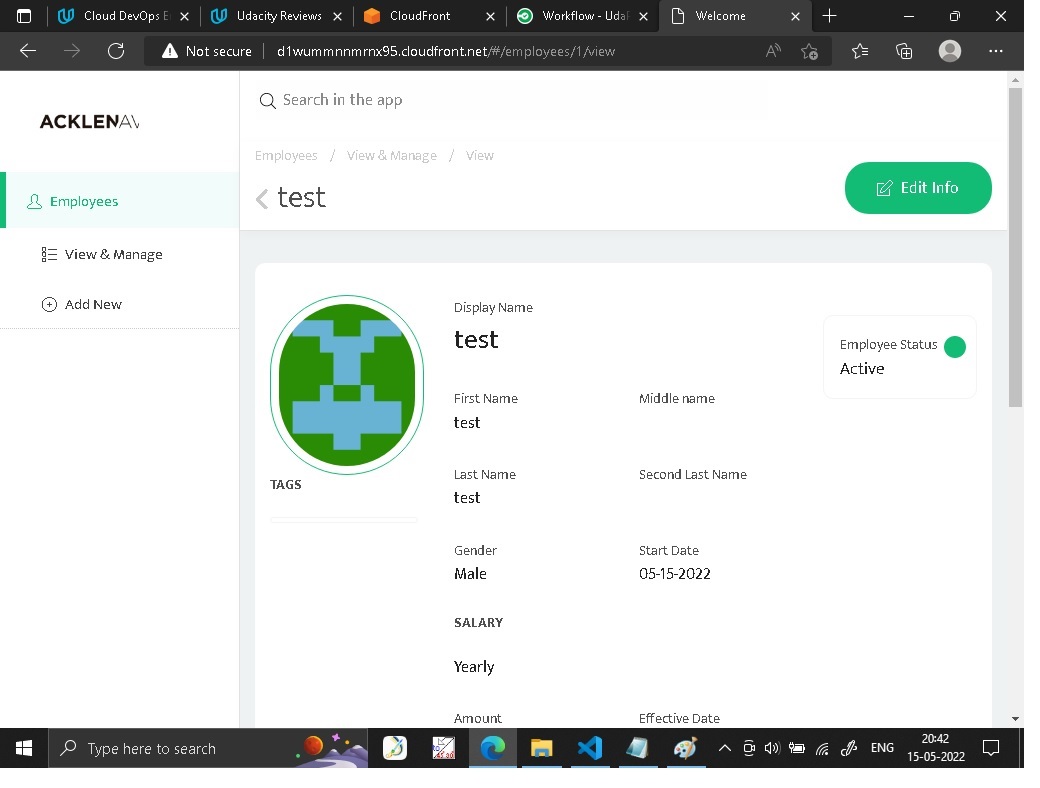 Cloud DevOps E
Udacity Reviews
CloudFront
Workflow - Uda
Welcome
Not secure
d1wummnnmrnx95.cloudfront.net/#/employees/1/view
ACKLENAV
Search in the app
Employees / View & Manage / View
test
Edit Info
Employees
View & Manage
Add New
Display Name
test
Employee Status
Active
First Name
Middle name
test
TAGS
Last Name
Second Last Name
test
Gender
Start Date
Male
05-15-2022
SALARY
Yearly
Amount
Effective Date
Type here to search
ENG
20:42
15-05-2022